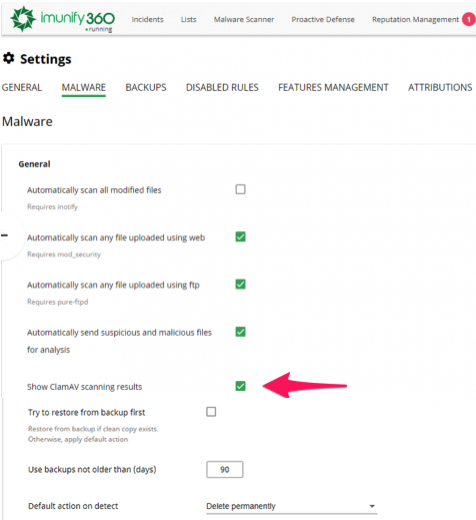 imunify360
running
Incidents Lists Malware Scanner Proactive Defense Reputation Management 1
Settings
GENERAL MALWARE BACKUPS DISABLED RULES FEATURES MANAGEMENT ATTRIBUTIONS
Malware
General
Automatically scan all modified files
Requires inotify
Automatically scan any file uploaded using web
Requires mod_security
Automatically scan any file uploaded using ftp
Requires pure-ftpd
Automatically send suspicious and malicious files
for analysis
Show ClamAV scanning results
Try to restore from backup first
Restore from backup if clean copy exists.
Otherwise, apply default action
Use backups not older than (days) 90
Default action on detect Delete permanently